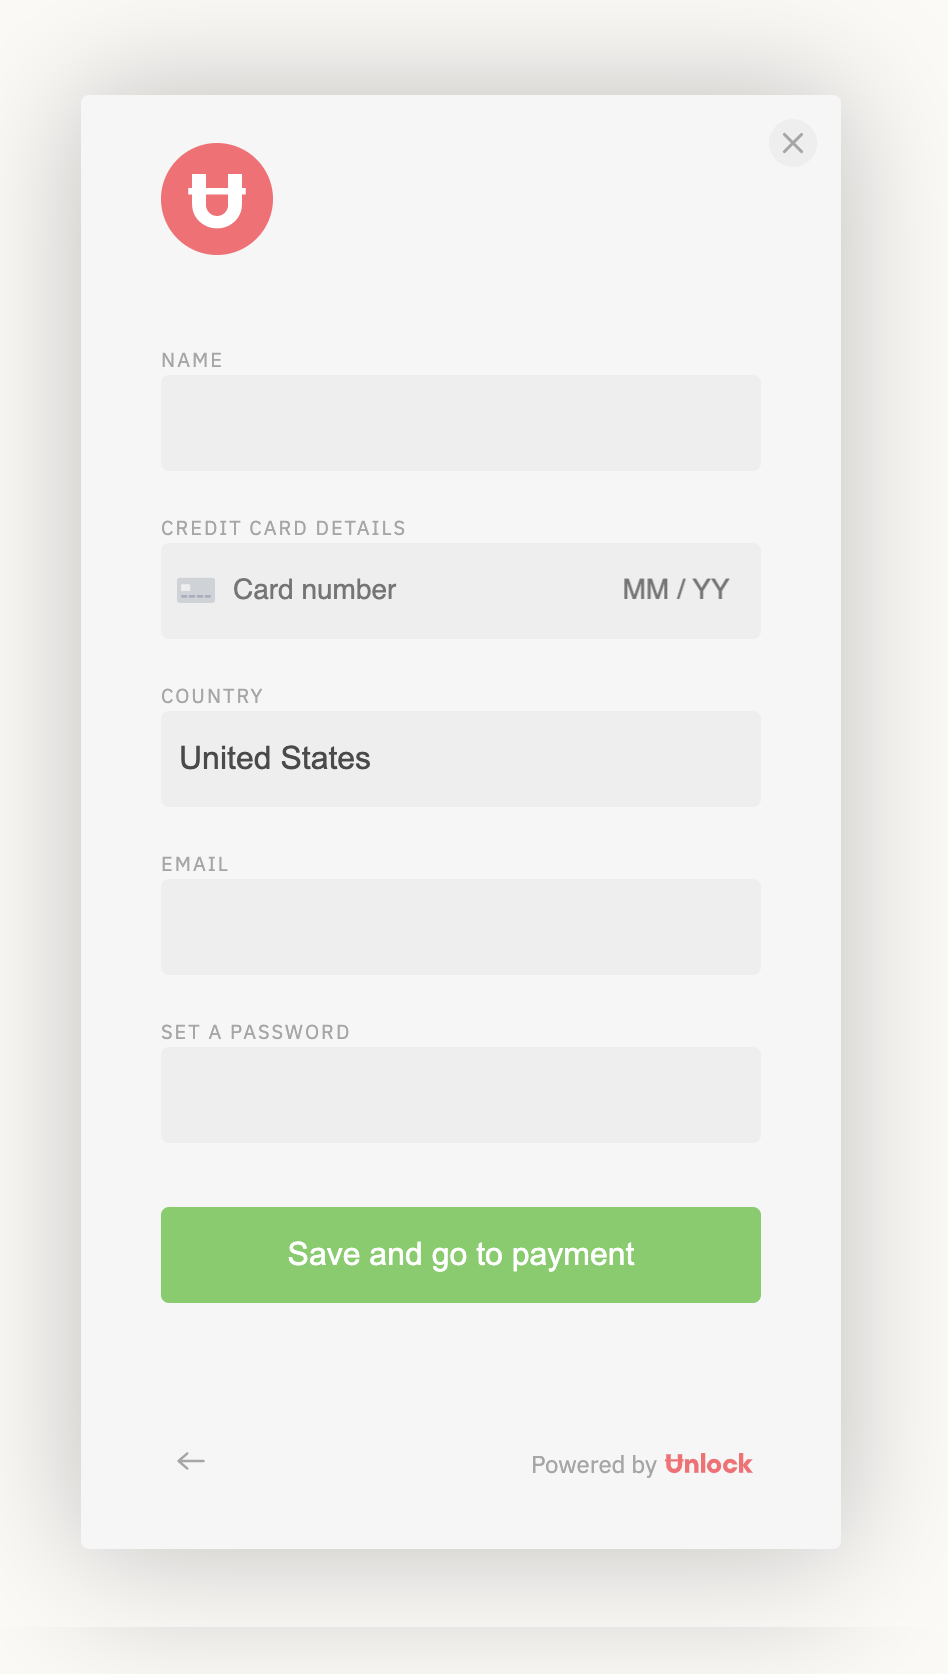 NAME
CREDIT CARD DETAILS
Card number MM / YY
COUNTRY
United States
EMAIL
SET A PASSWORD
Save and go to payment
Powered by Unlock